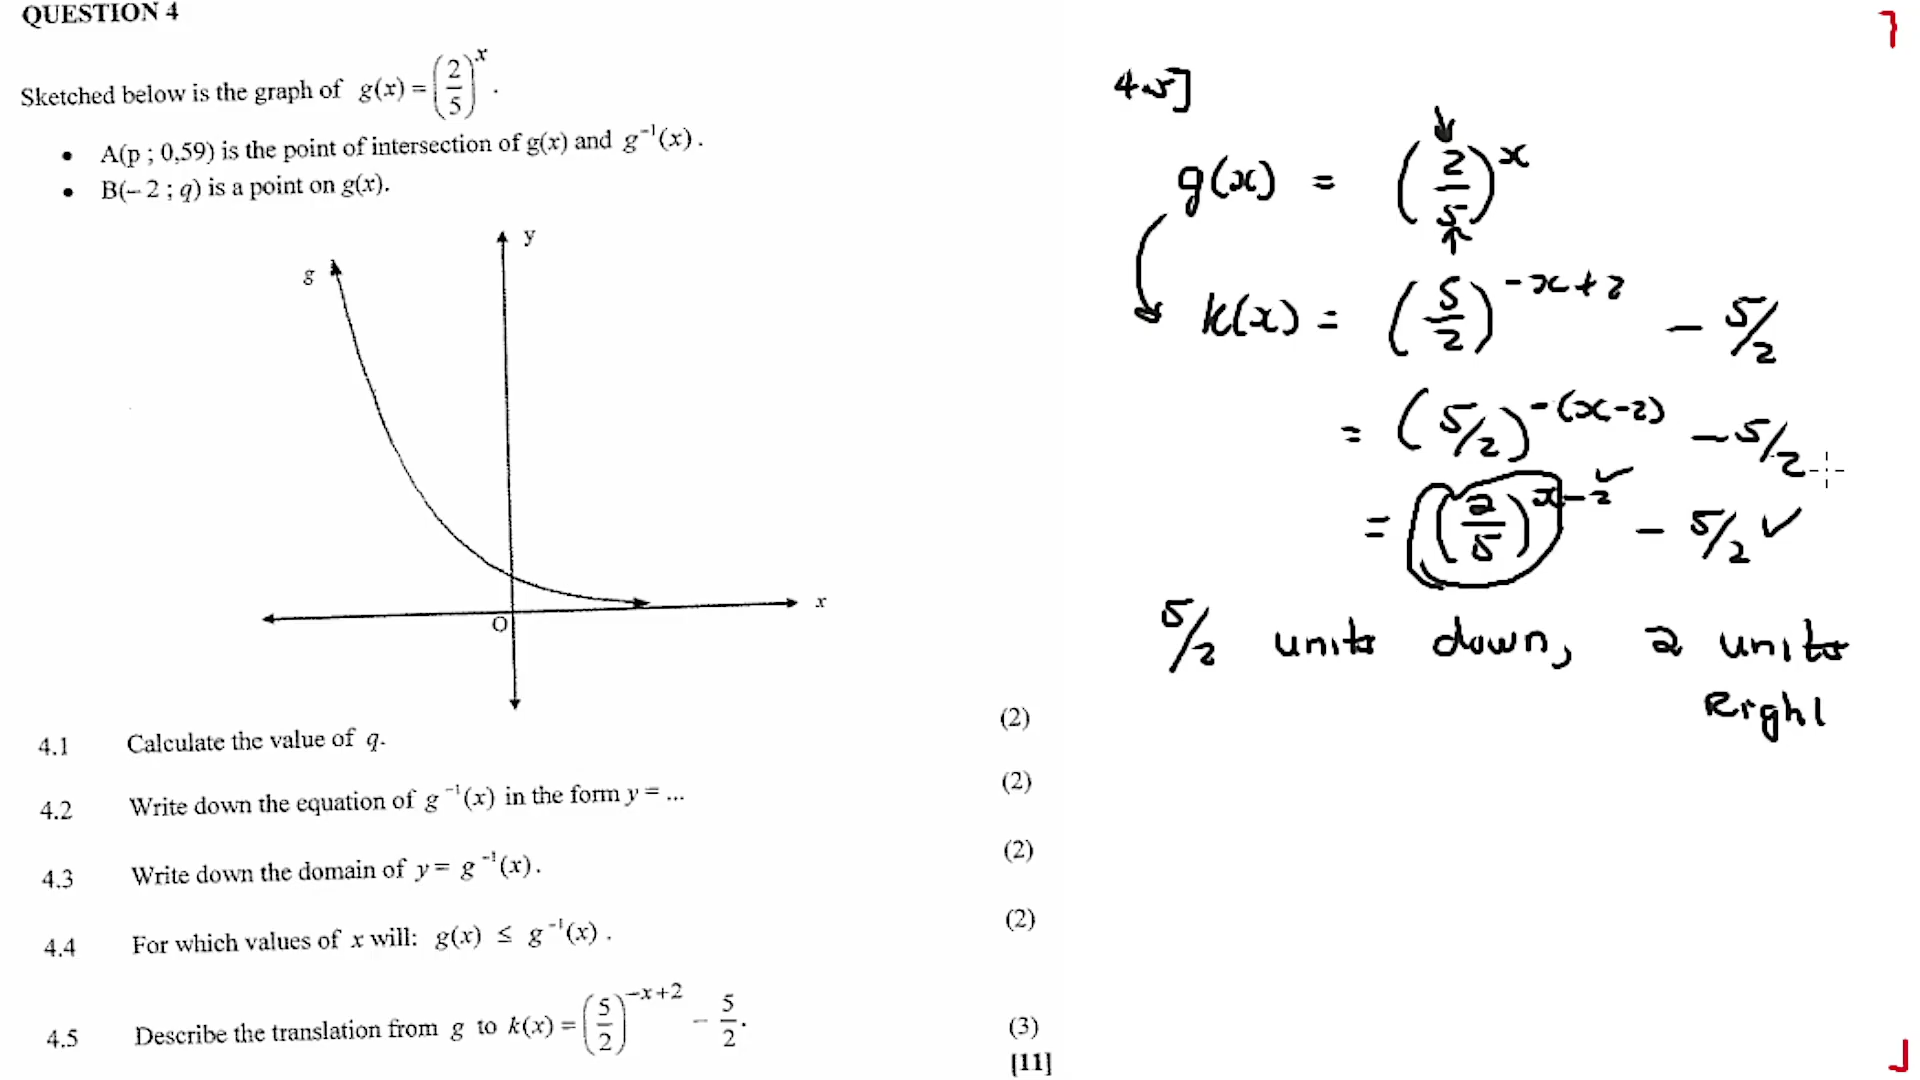 QUESTION 4
Sketched below is the graph of g(x) = (2/5)^x .
• A(p ; 0,59) is the point of intersection of g(x) and g⁻¹(x) .
• B(– 2 ; q) is a point on g(x).
g
y
x
O
4.1 Calculate the value of q. (2)
4.2 Write down the equation of g⁻¹(x) in the form y = ... (2)
4.3 Write down the domain of y = g⁻¹(x) . (2)
4.4 For which values of x will: g(x) ≤ g⁻¹(x) . (2)
4.5 Describe the translation from g to k(x) = (5/2)^(−x+2) − 5/2 . (3)
[11]
4.5]
g(x) = (2/5)^x
k(x) = (5/2)^(-x+2) - 5/2
= (5/2)^(-(x-2)) - 5/2
= (2/5)^(x-2) - 5/2
5/2 units down, 2 units
Right